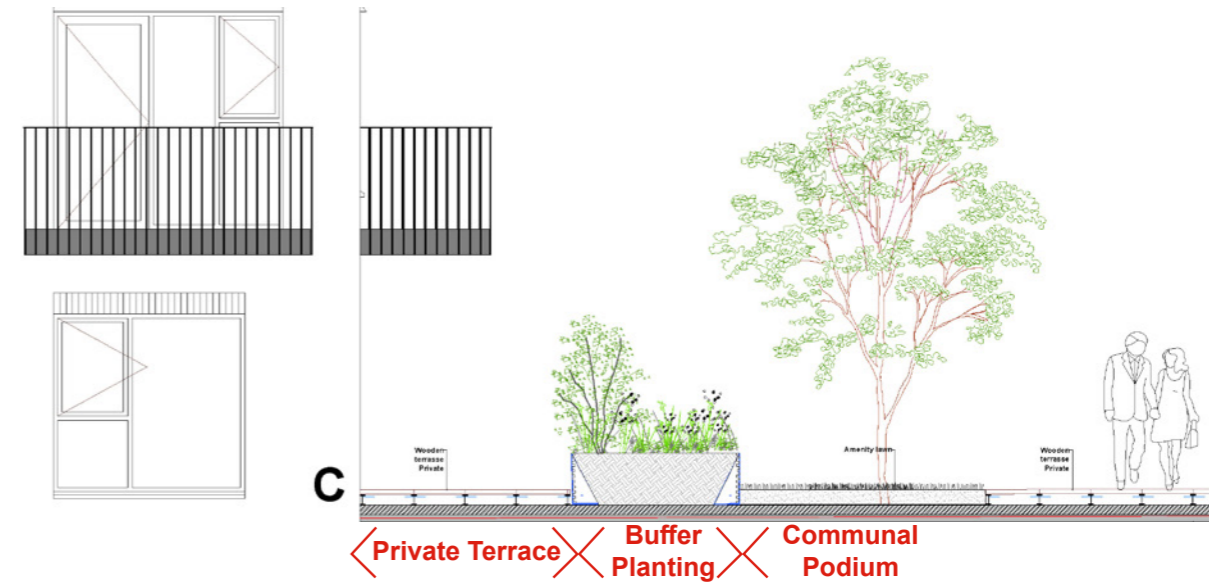 Wooden
terrasse
Private
Amenity lawn
Wooden
terrasse
Private
C
Private Terrace
Buffer
Planting
Communal
Podium